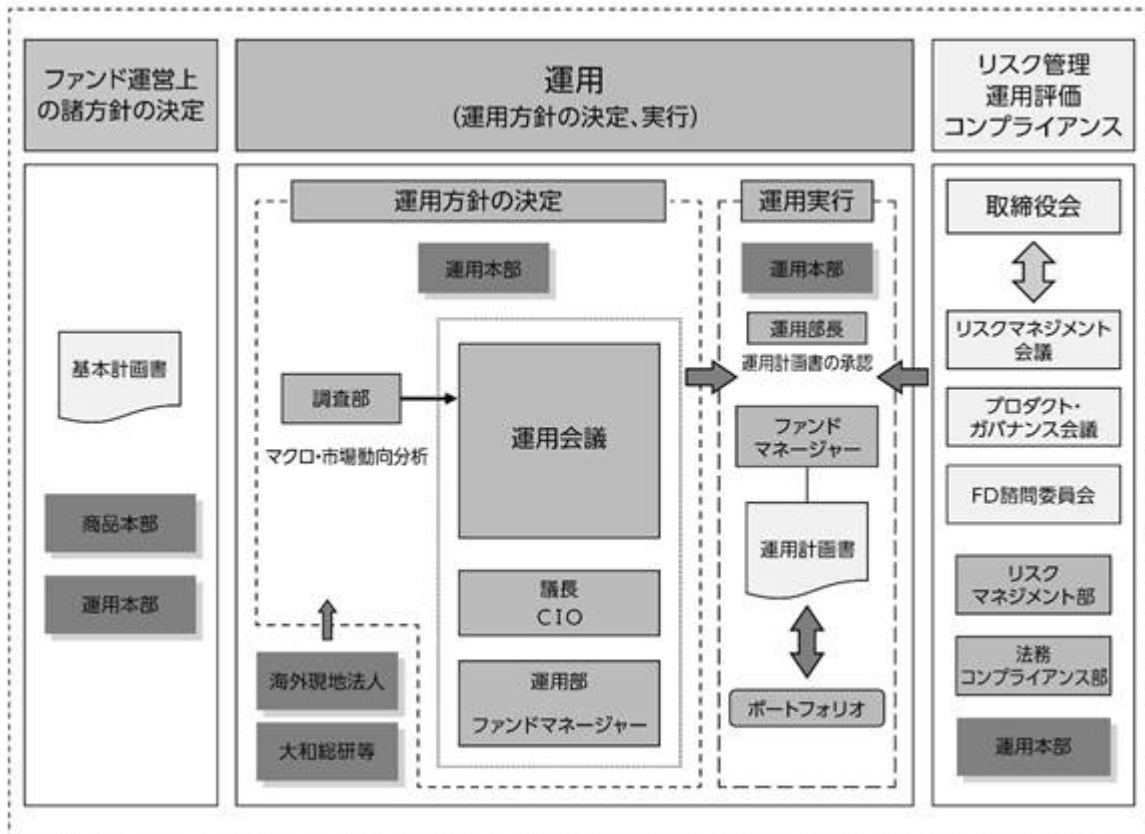 ファンド運営上
の諸方針の決定
運用
(運用方針の決定、実行)
リスク管理
運用評価
コンプライアンス
基本計画書
商品本部
運用本部
運用方針の決定
運用本部
調査部
マクロ・市場動向分析
運用会議
議長
CIO
運用部
ファンドマネージャー
海外現地法人
大和総研等
運用実行
運用本部
運用部長
運用計画書の承認
ファンド
マネージャー
運用計画書
ポートフォリオ
取締役会
リスクマネジメント
会議
プロダクト・
ガバナンス会議
FD諮問委員会
リスク
マネジメント部
法務
コンプライアンス部
運用本部